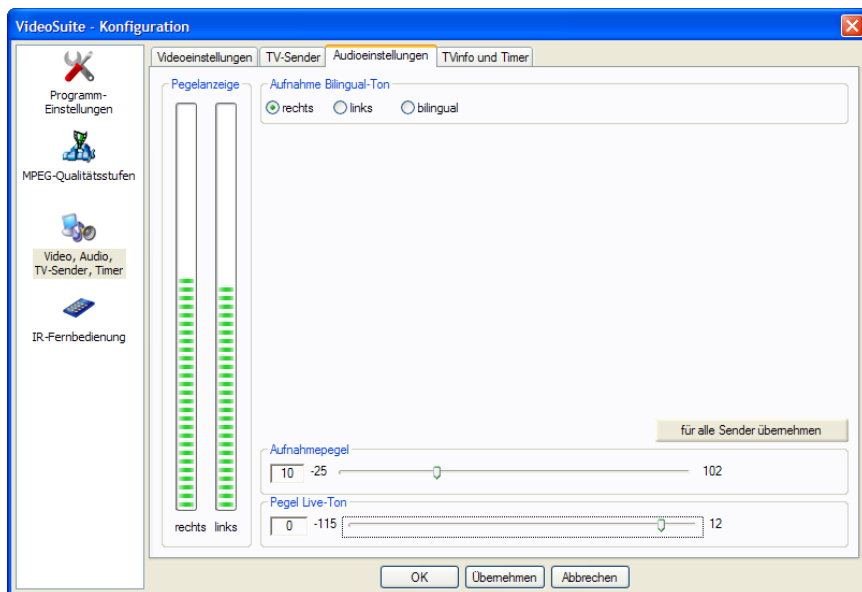 VideoSuite - Konfiguration
Programm-
Einstellungen
MPEG-Qualitätsstufen
Video, Audio,
TV-Sender, Timer
IR-Fernbedienung
Videoeinstellungen TV-Sender Audioeinstellungen TVinfo und Timer
Pegelanzeige
rechts links
Aufnahme Bilingual-Ton
rechts links bilingual
für alle Sender übernehmen
Aufnahmepegel
10 -25 102
Pegel Live-Ton
0 -115 12
OK Übernehmen Abbrechen